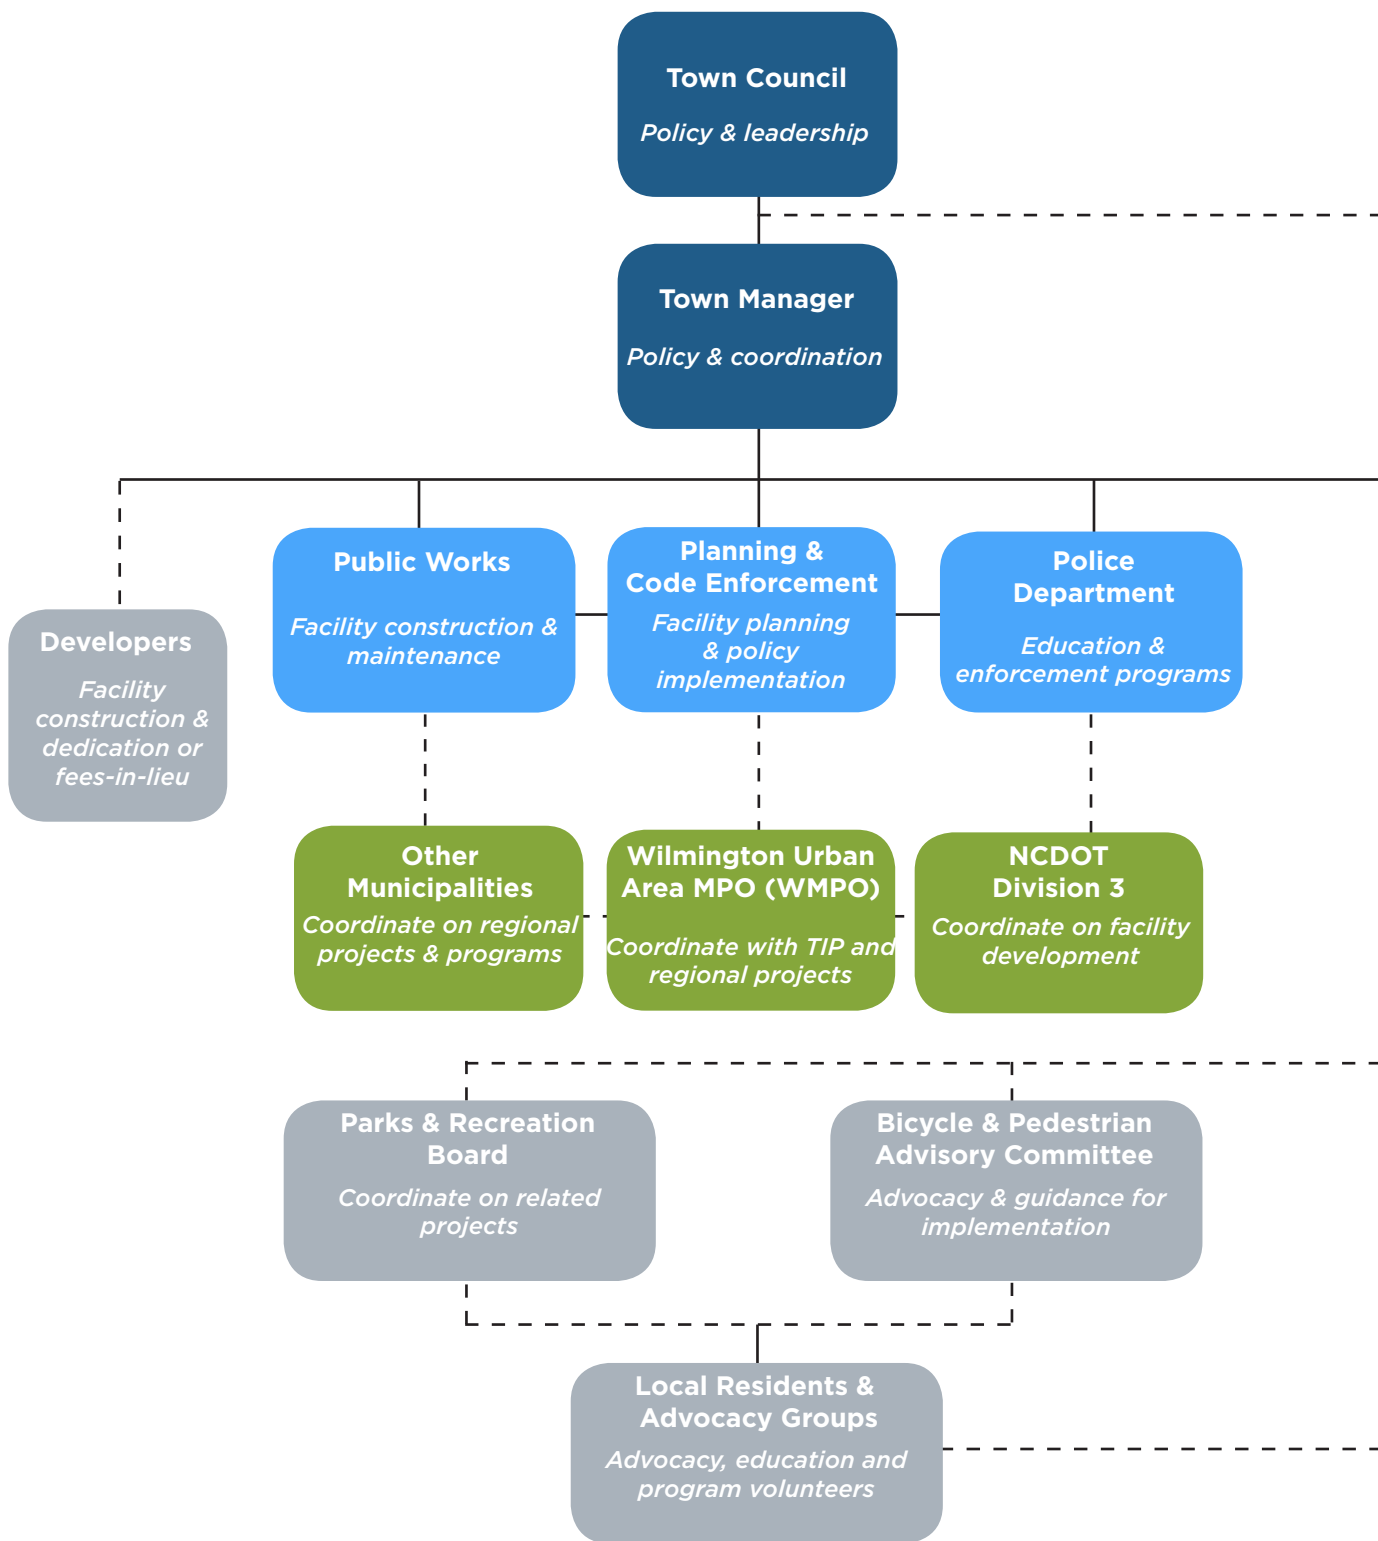 Town Council
Policy & leadership
Town Manager
Policy & coordination
Developers
Facility
construction &
dedication or
fees-in-lieu
Public Works
Facility construction &
maintenance
Planning &
Code Enforcement
Facility planning
& policy
implementation
Police
Department
Education &
enforcement programs
Other
Municipalities
Coordinate on regional
projects & programs
Wilmington Urban
Area MPO (WMPO)
Coordinate with TIP and
regional projects
NCDOT
Division 3
Coordinate on facility
development
Parks & Recreation
Board
Coordinate on related
projects
Bicycle & Pedestrian
Advisory Committee
Advocacy & guidance for
implementation
Local Residents &
Advocacy Groups
Advocacy, education and
program volunteers